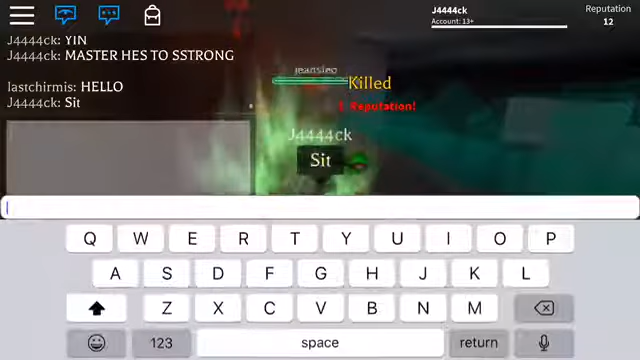 J4444ck
Account: 13+
Reputation
12
J4444ck: YIN
J4444ck: MASTER HES TO SSTRONG
lastchirmis: HELLO
J4444ck: Sit
Killed
1 Reputation!
J4444ck
Sit
Q W E R T Y U I O P
A S D F G H J K L
Z X C V B N M
123
space
return